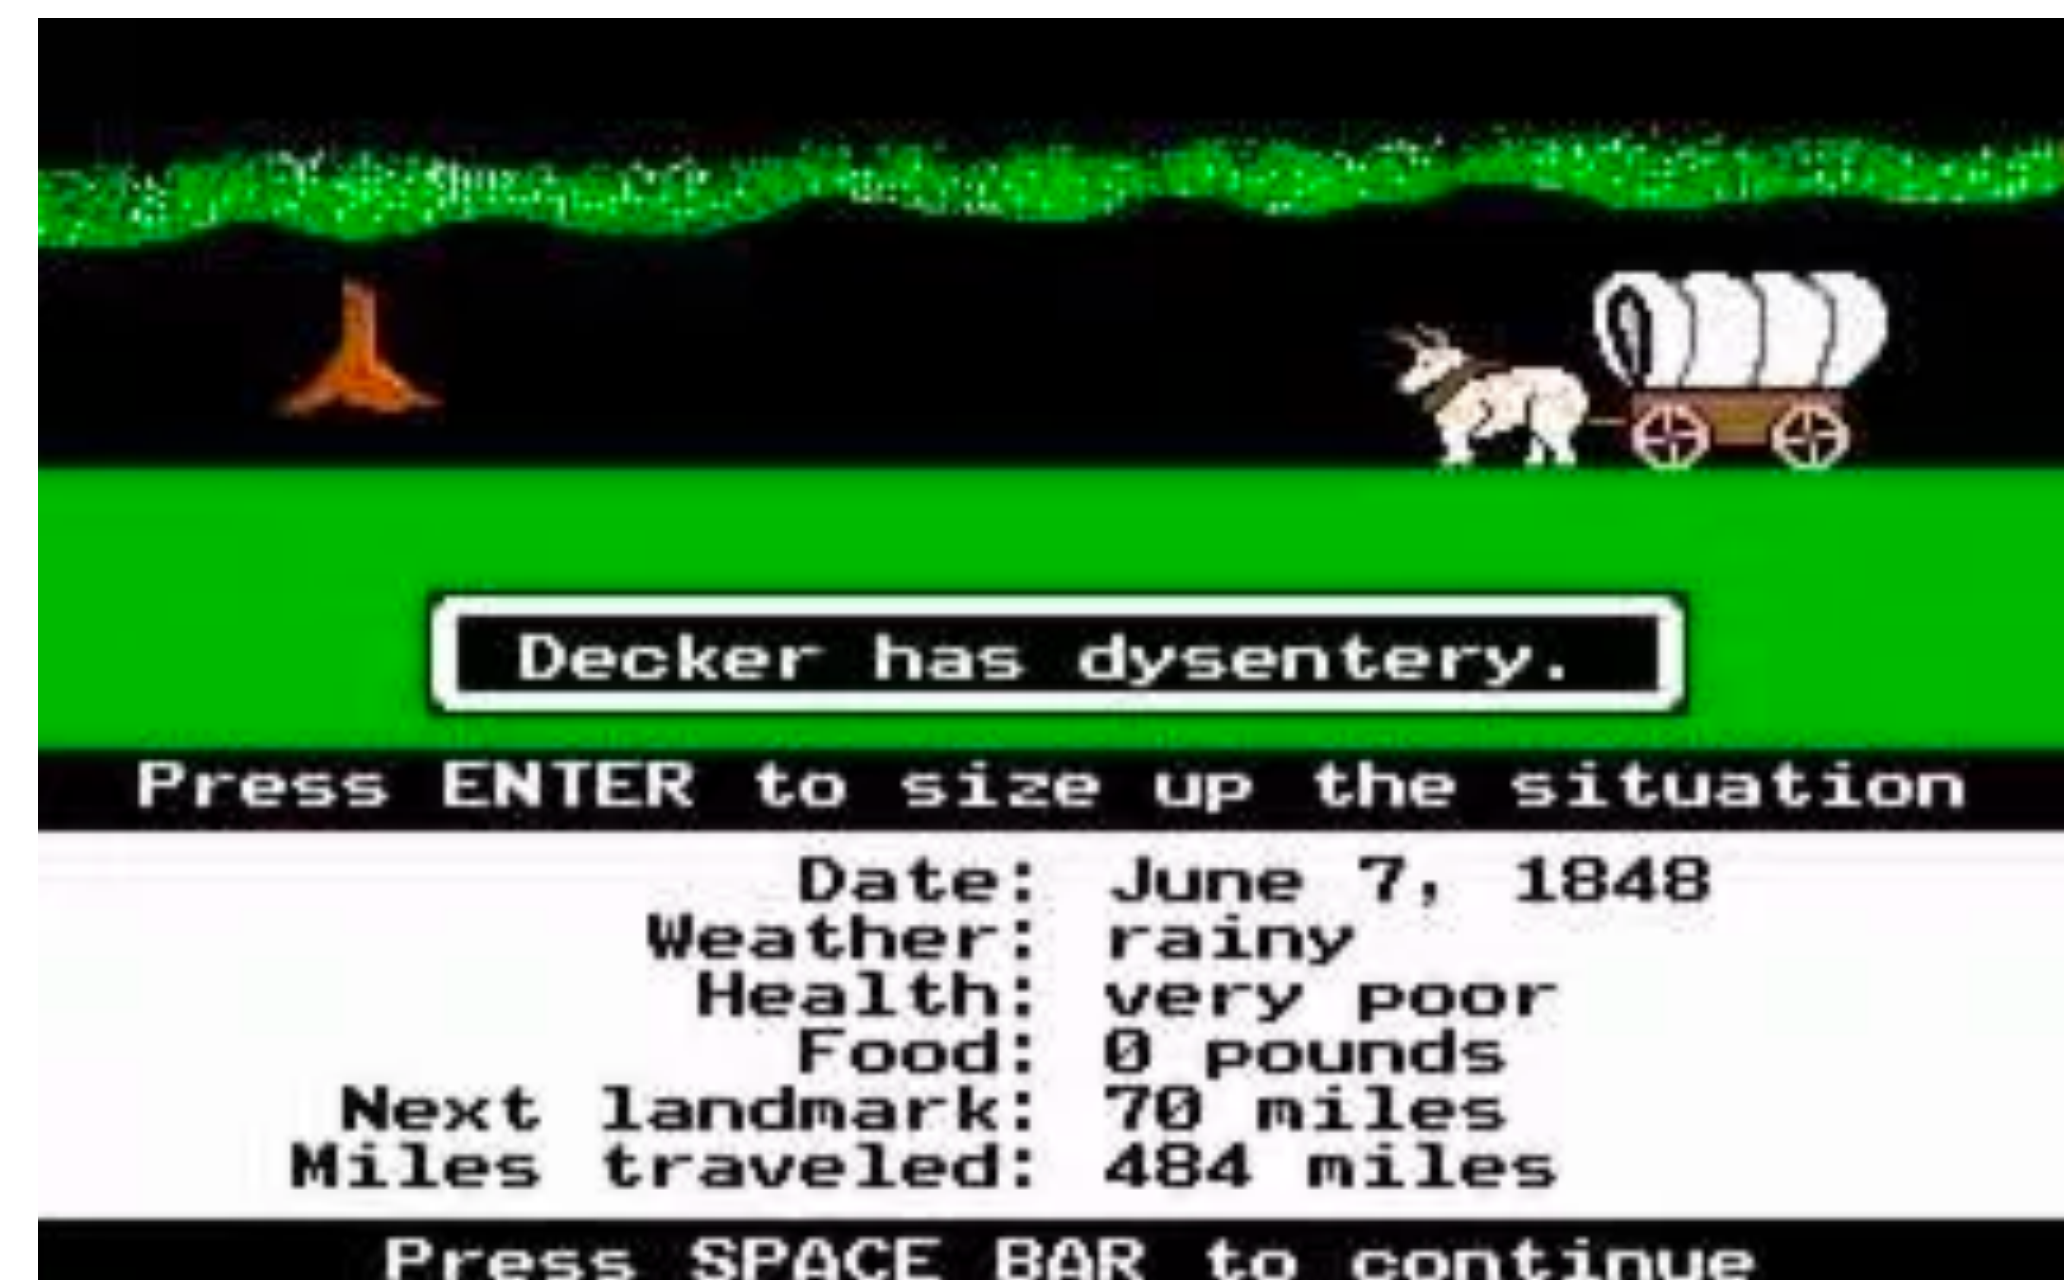 Decker has dysentery.
Press ENTER to size up the situation
Date: June 7, 1848
Weather: rainy
Health: very poor
Food: 0 pounds
Next landmark: 70 miles
Miles traveled: 484 miles
Press SPACE BAR to continue